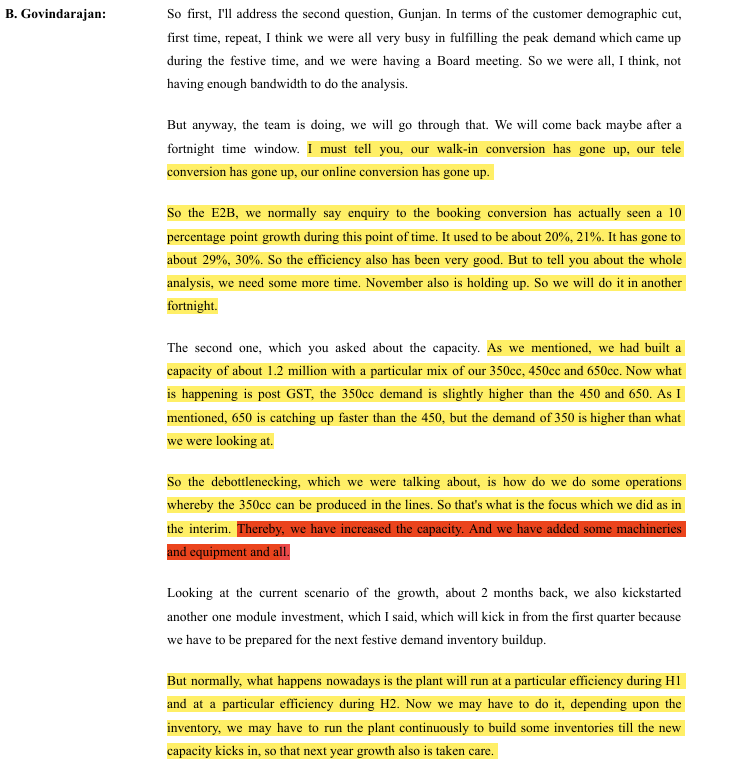 B. Govindarajan:
So first, I'll address the second question, Gunjan. In terms of the customer demographic cut,
first time, repeat, I think we were all very busy in fulfilling the peak demand which came up
during the festive time, and we were having a Board meeting. So we were all, I think, not
having enough bandwidth to do the analysis.
But anyway, the team is doing, we will go through that. We will come back maybe after a
fortnight time window. I must tell you, our walk-in conversion has gone up, our tele
conversion has gone up, our online conversion has gone up.
So the E2B, we normally say enquiry to the booking conversion has actually seen a 10
percentage point growth during this point of time. It used to be about 20%, 21%. It has gone to
about 29%, 30%. So the efficiency also has been very good. But to tell you about the whole
analysis, we need some more time. November also is holding up. So we will do it in another
fortnight.
The second one, which you asked about the capacity. As we mentioned, we had built a
capacity of about 1.2 million with a particular mix of our 350cc, 450cc and 650cc. Now what
is happening is post GST, the 350cc demand is slightly higher than the 450 and 650. As I
mentioned, 650 is catching up faster than the 450, but the demand of 350 is higher than what
we were looking at.
So the debottlenecking, which we were talking about, is how do we do some operations
whereby the 350cc can be produced in the lines. So that's what is the focus which we did as in
the interim. Thereby, we have increased the capacity. And we have added some machineries
and equipment and all.
Looking at the current scenario of the growth, about 2 months back, we also kickstarted
another one module investment, which I said, which will kick in from the first quarter because
we have to be prepared for the next festive demand inventory buildup.
But normally, what happens nowadays is the plant will run at a particular efficiency during H1
and at a particular efficiency during H2. Now we may have to do it, depending upon the
inventory, we may have to run the plant continuously to build some inventories till the new
capacity kicks in, so that next year growth also is taken care.